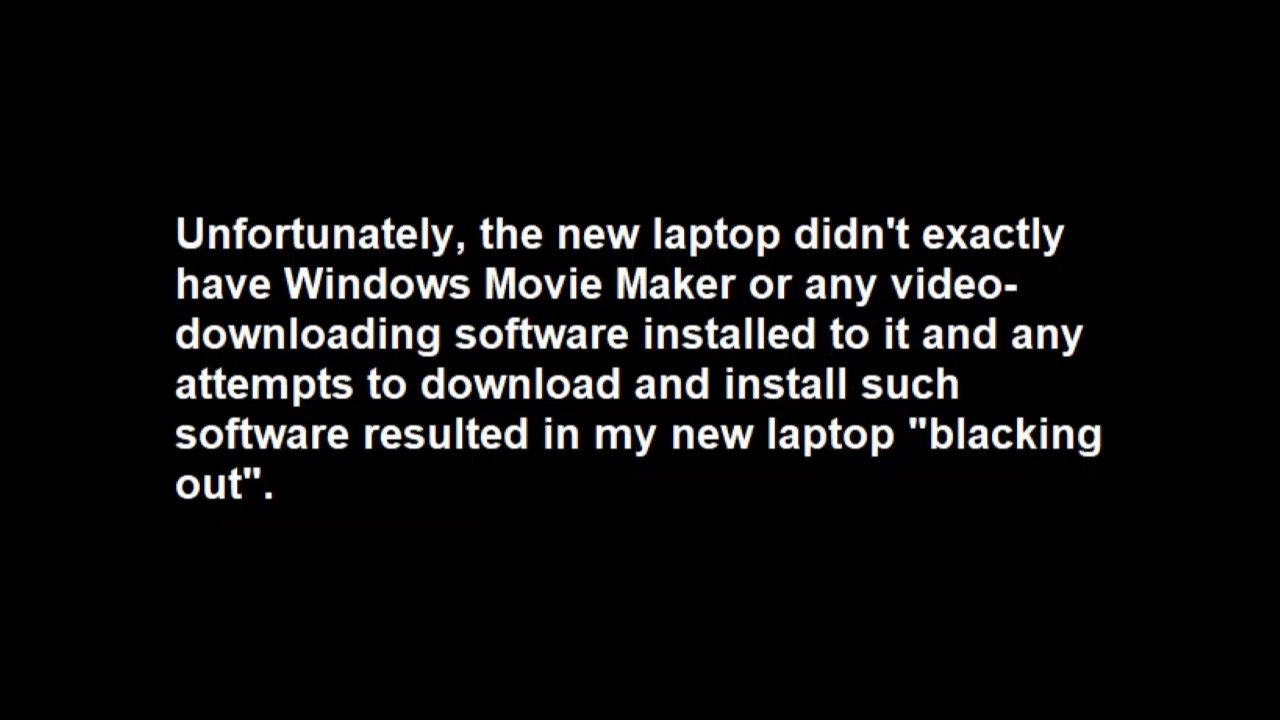 Unfortunately, the new laptop didn't exactly
have Windows Movie Maker or any video-
downloading software installed to it and any
attempts to download and install such
software resulted in my new laptop "blacking
out".